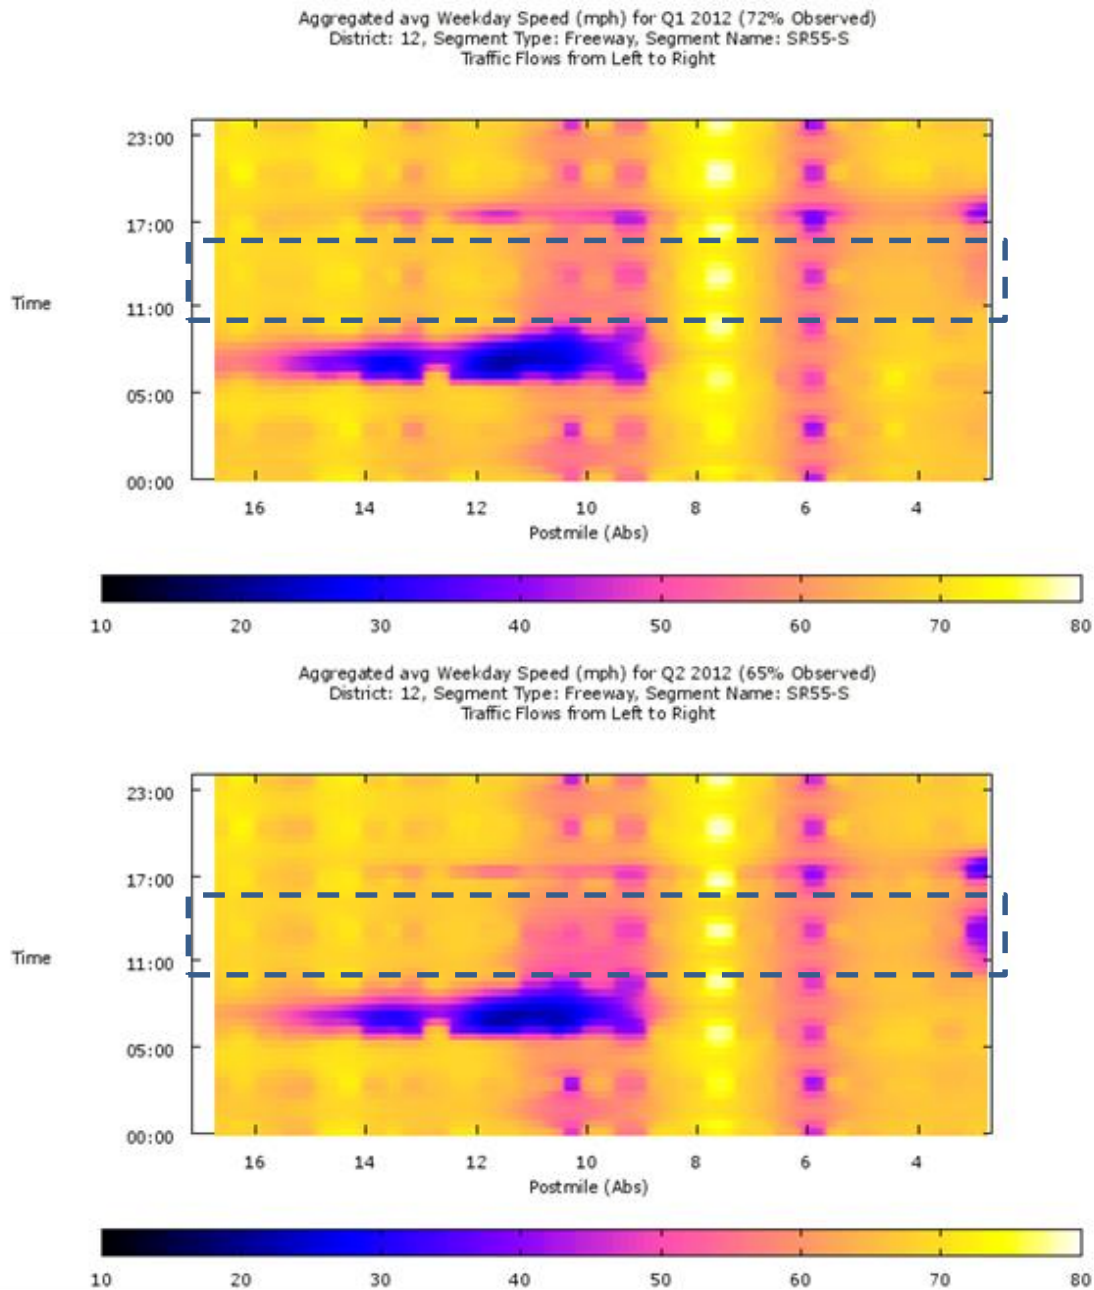 Aggregated avg Weekday Speed (mph) for Q1 2012 (72% Observed)
District: 12, Segment Type: Freeway, Segment Name: SR55-S
Traffic Flows from Left to Right
23:00
17:00
Time
11:00
05:00
00:00
16 14 12 10 8 6 4
Postmile (Abs)
10 20 30 40 50 60 70 80
Aggregated avg Weekday Speed (mph) for Q2 2012 (65% Observed)
District: 12, Segment Type: Freeway, Segment Name: SR55-S
Traffic Flows from Left to Right
23:00
17:00
Time
11:00
05:00
00:00
16 14 12 10 8 6 4
Postmile (Abs)
10 20 30 40 50 60 70 80